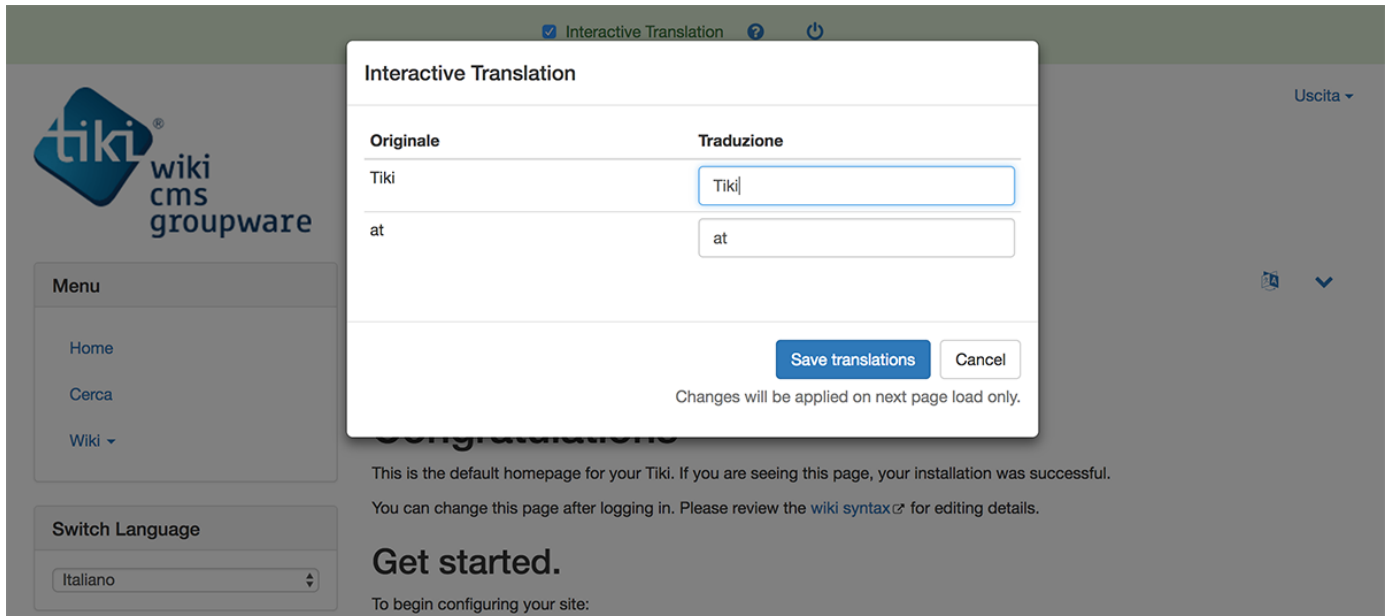 Interactive Translation
Interactive Translation
Uscita
tiki®
wiki
cms
groupware
Originale Traduzione
Tiki Tiki
at at
Menu
Home
Cerca
Wiki
Save translations Cancel
Changes will be applied on next page load only.
Congratulations
This is the default homepage for your Tiki. If you are seeing this page, your installation was successful.
You can change this page after logging in. Please review the wiki syntax for editing details.
Switch Language
Italiano
Get started.
To begin configuring your site: